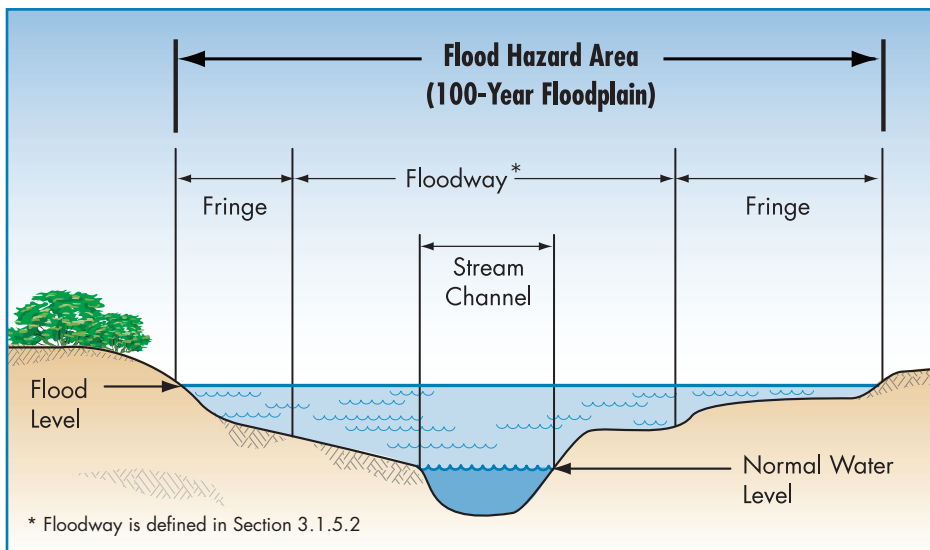 Flood Hazard Area
(100-Year Floodplain)
Floodway*
Fringe
Fringe
Stream
Channel
Flood
Level
Normal Water
Level
* Floodway is defined in Section 3.1.5.2